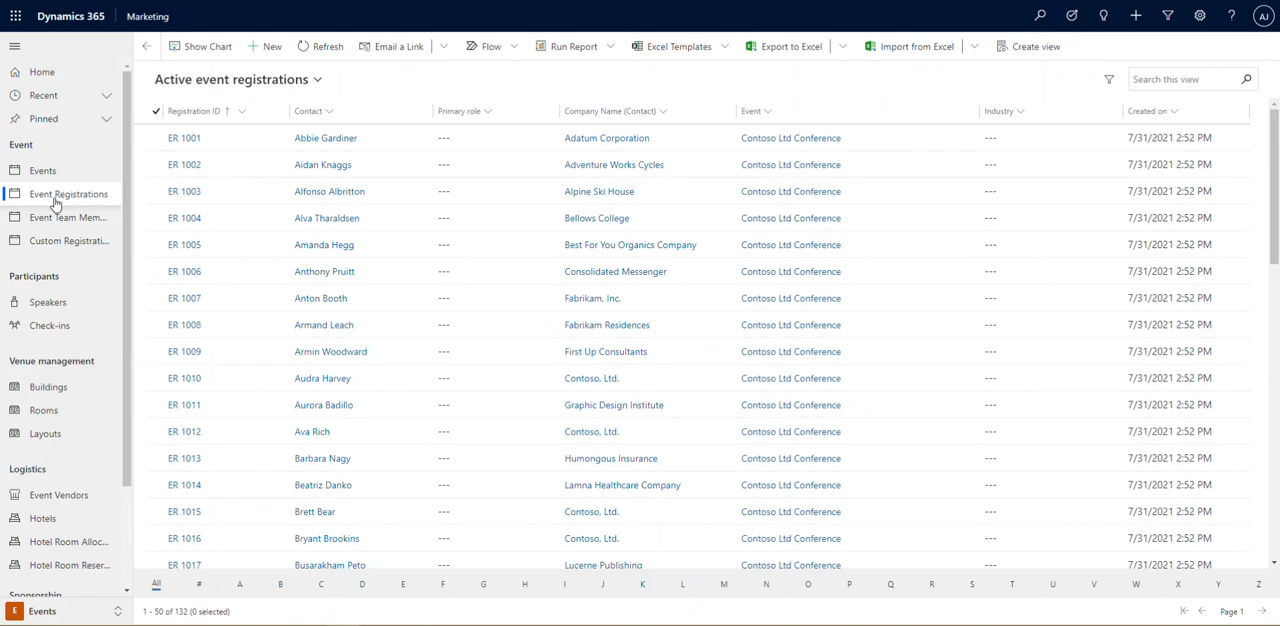 Dynamics 365 Marketing AJ
Show Chart New Refresh Email a Link Flow Run Report Excel Templates Export to Excel Import from Excel Create view
Home
Recent
Pinned
Event
Events
Event Registrations
Event Team Mem...
Custom Registrati...
Participants
Speakers
Check-ins
Venue management
Buildings
Rooms
Layouts
Logistics
Event Vendors
Hotels
Hotel Room Alloc...
Hotel Room Reser...
Sponsorship
E Events
Active event registrations Search this view
Registration ID Contact Primary role Company Name (Contact) Event Industry Created on
ER 1001 Abbie Gardiner --- Adatum Corporation Contoso Ltd Conference --- 7/31/2021 2:52 PM
ER 1002 Aidan Knaggs --- Adventure Works Cycles Contoso Ltd Conference --- 7/31/2021 2:52 PM
ER 1003 Alfonso Albritton --- Alpine Ski House Contoso Ltd Conference --- 7/31/2021 2:52 PM
ER 1004 Alva Tharaldsen --- Bellows College Contoso Ltd Conference --- 7/31/2021 2:52 PM
ER 1005 Amanda Hegg --- Best For You Organics Company Contoso Ltd Conference --- 7/31/2021 2:52 PM
ER 1006 Anthony Pruitt --- Consolidated Messenger Contoso Ltd Conference --- 7/31/2021 2:52 PM
ER 1007 Anton Booth --- Fabrikam, Inc. Contoso Ltd Conference --- 7/31/2021 2:52 PM
ER 1008 Armand Leach --- Fabrikam Residences Contoso Ltd Conference --- 7/31/2021 2:52 PM
ER 1009 Armin Woodward --- First Up Consultants Contoso Ltd Conference --- 7/31/2021 2:52 PM
ER 1010 Audra Harvey --- Contoso, Ltd. Contoso Ltd Conference --- 7/31/2021 2:52 PM
ER 1011 Aurora Badillo --- Graphic Design Institute Contoso Ltd Conference --- 7/31/2021 2:52 PM
ER 1012 Ava Rich --- Contoso, Ltd. Contoso Ltd Conference --- 7/31/2021 2:52 PM
ER 1013 Barbara Nagy --- Humongous Insurance Contoso Ltd Conference --- 7/31/2021 2:52 PM
ER 1014 Beatriz Danko --- Lamna Healthcare Company Contoso Ltd Conference --- 7/31/2021 2:52 PM
ER 1015 Brett Bear --- Contoso, Ltd. Contoso Ltd Conference --- 7/31/2021 2:52 PM
ER 1016 Bryant Brookins --- Contoso, Ltd. Contoso Ltd Conference --- 7/31/2021 2:52 PM
ER 1017 Busarakham Peto --- Lucerne Publishing Contoso Ltd Conference --- 7/31/2021 2:52 PM
All # A B C D E F G H I J K L M N O P Q R S T U V W X Y Z
1 - 50 of 132 (0 selected) Page 1